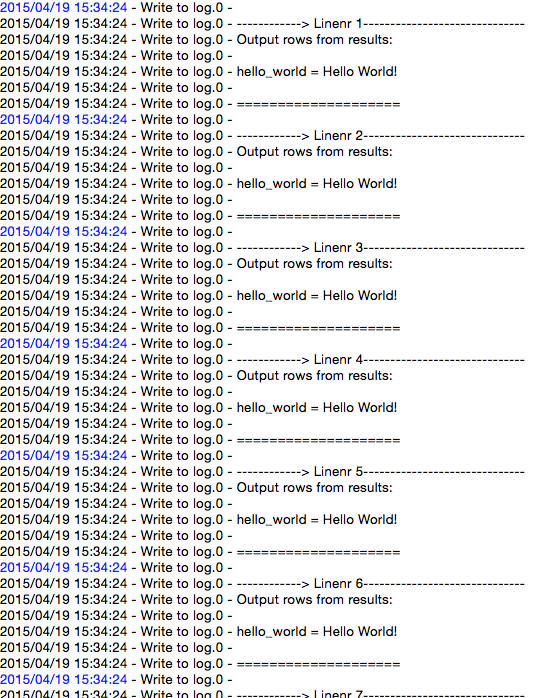 2015/04/19 15:34:24 - Write to log.0 -
2015/04/19 15:34:24 - Write to log.0 - ------------> Linenr 1------------------------------
2015/04/19 15:34:24 - Write to log.0 - Output rows from results:
2015/04/19 15:34:24 - Write to log.0 -
2015/04/19 15:34:24 - Write to log.0 - hello_world = Hello World!
2015/04/19 15:34:24 - Write to log.0 -
2015/04/19 15:34:24 - Write to log.0 - ====================
2015/04/19 15:34:24 - Write to log.0 -
2015/04/19 15:34:24 - Write to log.0 - ------------> Linenr 2------------------------------
2015/04/19 15:34:24 - Write to log.0 - Output rows from results:
2015/04/19 15:34:24 - Write to log.0 -
2015/04/19 15:34:24 - Write to log.0 - hello_world = Hello World!
2015/04/19 15:34:24 - Write to log.0 -
2015/04/19 15:34:24 - Write to log.0 - ====================
2015/04/19 15:34:24 - Write to log.0 -
2015/04/19 15:34:24 - Write to log.0 - ------------> Linenr 3------------------------------
2015/04/19 15:34:24 - Write to log.0 - Output rows from results:
2015/04/19 15:34:24 - Write to log.0 -
2015/04/19 15:34:24 - Write to log.0 - hello_world = Hello World!
2015/04/19 15:34:24 - Write to log.0 -
2015/04/19 15:34:24 - Write to log.0 - ====================
2015/04/19 15:34:24 - Write to log.0 -
2015/04/19 15:34:24 - Write to log.0 - ------------> Linenr 4------------------------------
2015/04/19 15:34:24 - Write to log.0 - Output rows from results:
2015/04/19 15:34:24 - Write to log.0 -
2015/04/19 15:34:24 - Write to log.0 - hello_world = Hello World!
2015/04/19 15:34:24 - Write to log.0 -
2015/04/19 15:34:24 - Write to log.0 - ====================
2015/04/19 15:34:24 - Write to log.0 -
2015/04/19 15:34:24 - Write to log.0 - ------------> Linenr 5------------------------------
2015/04/19 15:34:24 - Write to log.0 - Output rows from results:
2015/04/19 15:34:24 - Write to log.0 -
2015/04/19 15:34:24 - Write to log.0 - hello_world = Hello World!
2015/04/19 15:34:24 - Write to log.0 -
2015/04/19 15:34:24 - Write to log.0 - ====================
2015/04/19 15:34:24 - Write to log.0 -
2015/04/19 15:34:24 - Write to log.0 - ------------> Linenr 6------------------------------
2015/04/19 15:34:24 - Write to log.0 - Output rows from results:
2015/04/19 15:34:24 - Write to log.0 -
2015/04/19 15:34:24 - Write to log.0 - hello_world = Hello World!
2015/04/19 15:34:24 - Write to log.0 -
2015/04/19 15:34:24 - Write to log.0 - ====================
2015/04/19 15:34:24 - Write to log.0 -
2015/04/19 15:34:24 - Write to log.0 - ------------> Linenr 7------------------------------